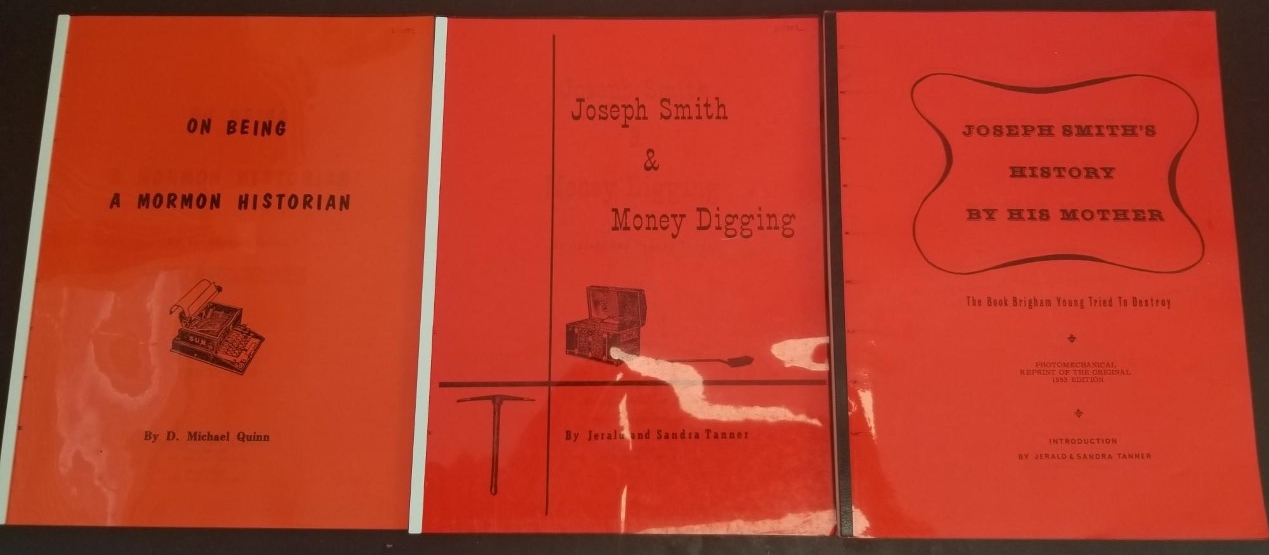 ON BEING
A MORMON HISTORIAN
SUN
By D. Michael Quinn
Joseph Smith
&
Money Digging
By Jerald and Sandra Tanner
JOSEPH SMITH'S
HISTORY
BY HIS MOTHER
The Book Brigham Young Tried To Destroy
PHOTOMECHANICAL
REPRINT OF THE ORIGINAL
1853 EDITION
INTRODUCTION
BY JERALD & SANDRA TANNER